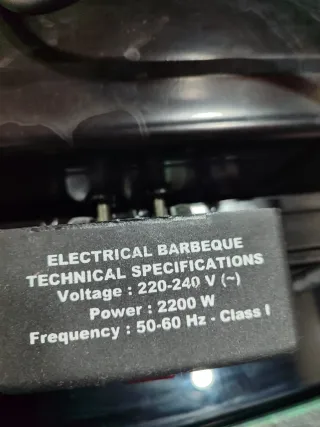 ELECTRICAL BARBEQUE
TECHNICAL SPECIFICATIONS
Voltage : 220-240 V (~)
Power : 2200 W
Frequency : 50-60 Hz - Class I